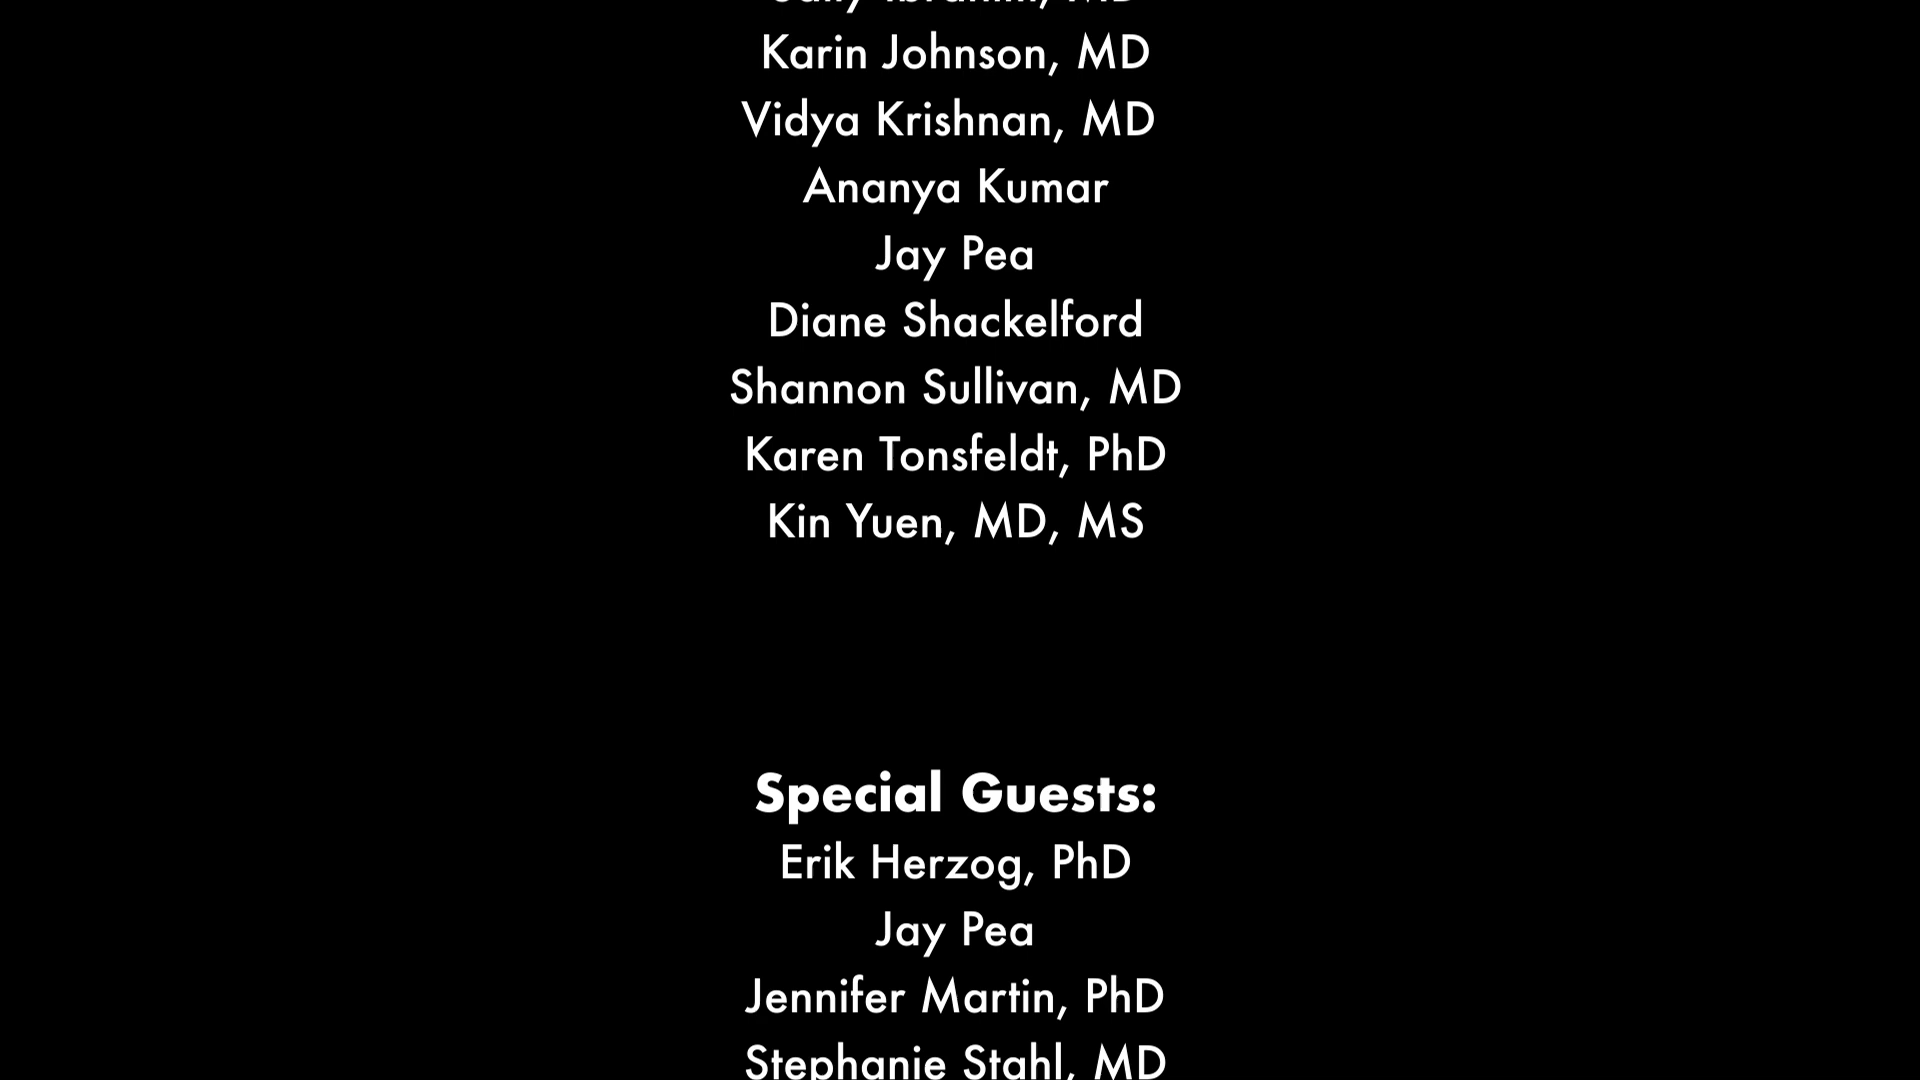 Karin Johnson, MD
Vidya Krishnan, MD
Ananya Kumar
Jay Pea
Diane Shackelford
Shannon Sullivan, MD
Karen Tonsfeldt, PhD
Kin Yuen, MD, MS
Special Guests:
Erik Herzog, PhD
Jay Pea
Jennifer Martin, PhD
Stephanie Stahl, MD